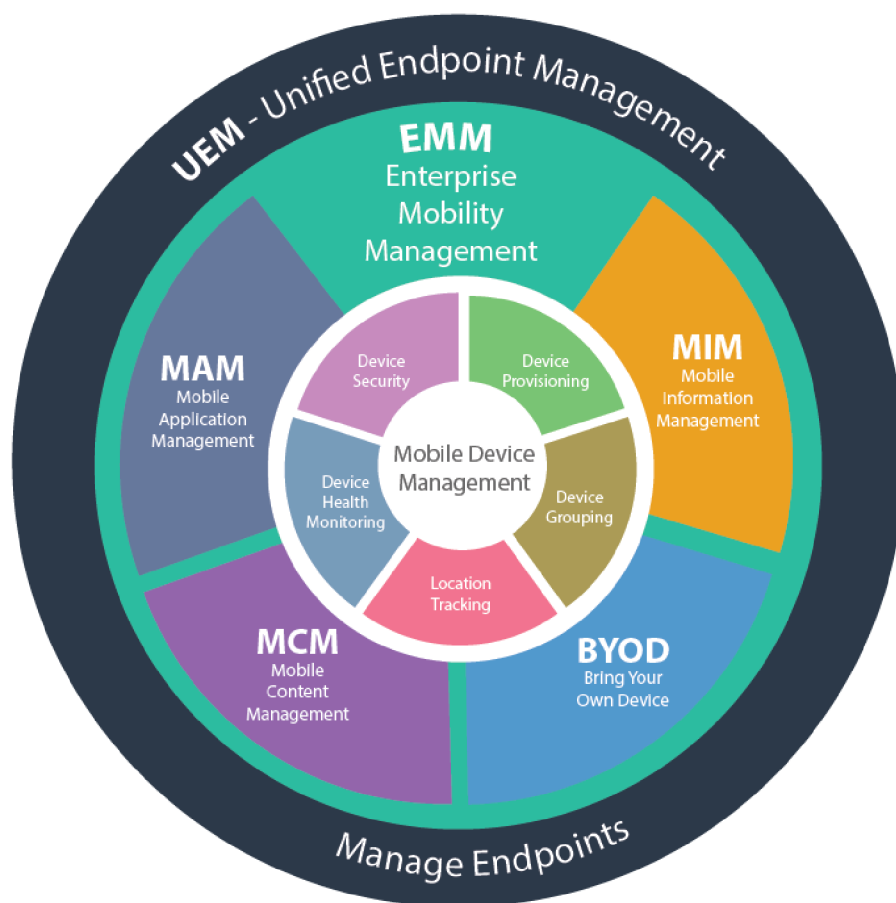 UEM - Unified Endpoint Management
EMM
Enterprise
Mobility
Management
MAM
Mobile
Application
Management
MIM
Mobile
Information
Management
Device
Security
Device
Provisioning
Mobile Device
Management
Device
Health
Monitoring
Device
Grouping
Location
Tracking
MCM
Mobile
Content
Management
BYOD
Bring Your
Own Device
Manage Endpoints